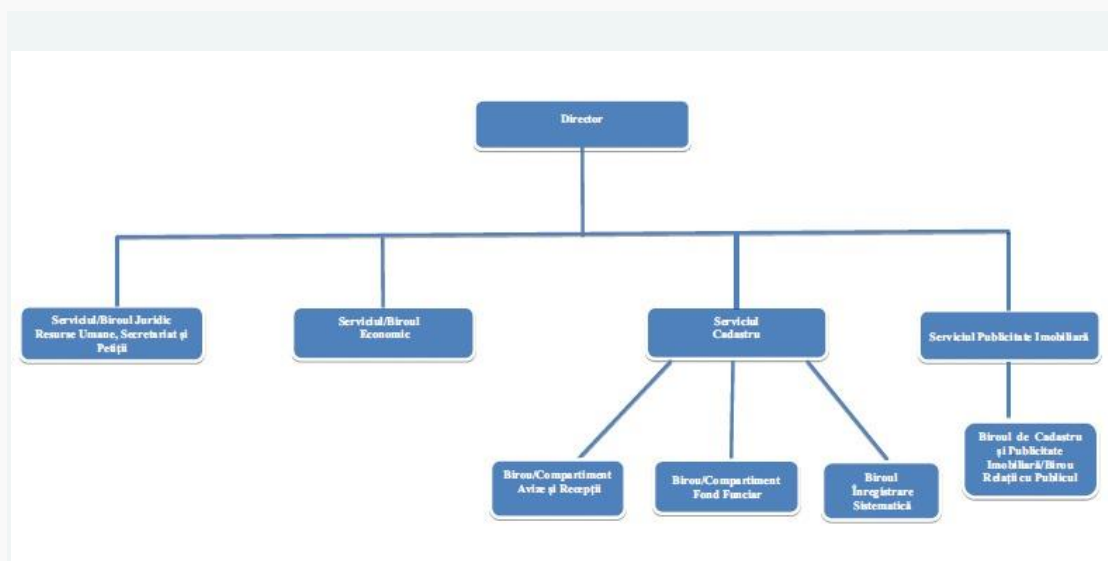 Director
Serviciul/Biroul Juridic
Resurse Umane, Secretariat și
Petiții
Serviciul/Biroul
Economic
Serviciul
Cadastru
Serviciul Publicitate Imobiliară
Birou/Compartiment
Avize și Recepții
Birou/Compartiment
Fond Funciar
Biroul
Înregistrare
Sistematică
Biroul de Cadastru
și Publicitate
Imobiliară/Birou
Relații cu Publicul